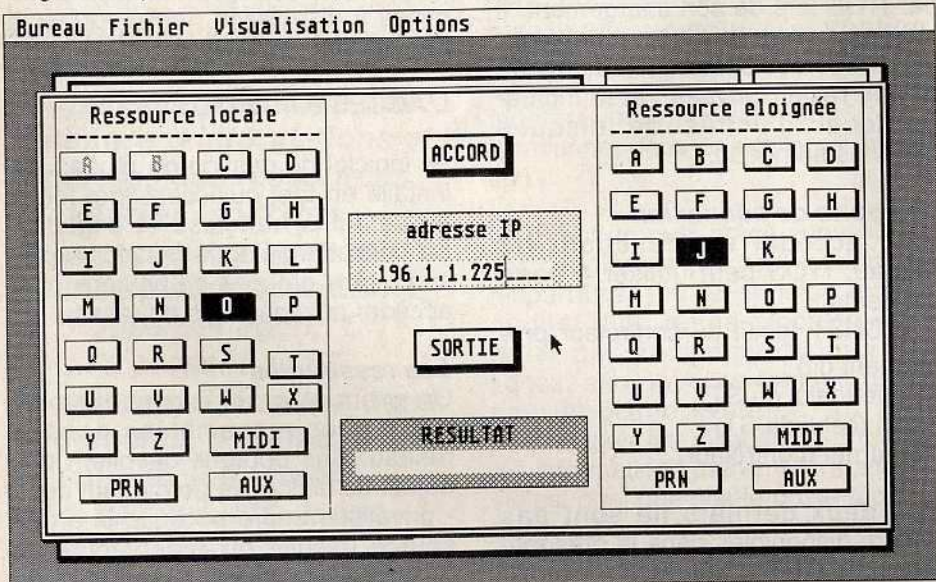 Bureau Fichier Visualisation Options
Ressource locale
A B C D
E F G H
I J K L
M N O P
Q R S T
U V W X
Y Z MIDI
PRN AUX
ACCORD
adresse IP
196.1.1.225____
SORTIE
RESULTAT
Ressource eloignée
A B C D
E F G H
I J K L
M N O P
Q R S T
U V W X
Y Z MIDI
PRN AUX